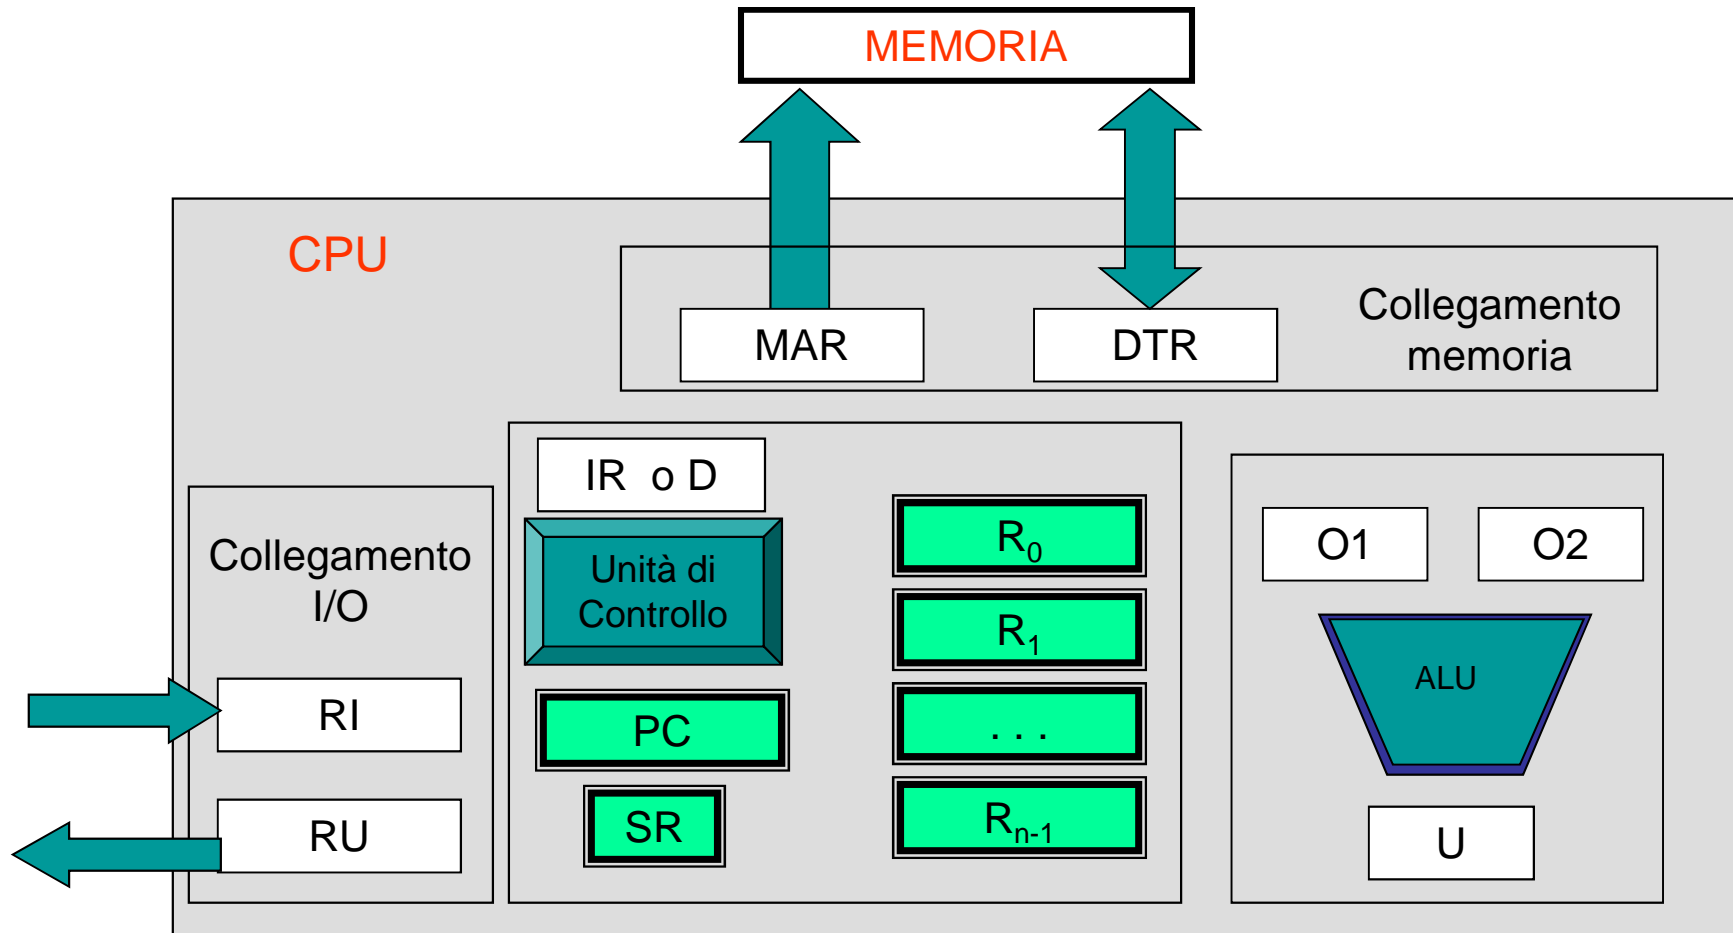 MEMORIA
CPU
MAR
DTR
Collegamento
memoria
Collegamento
I/O
RI
RU
IR o D
Unità di
Controllo
PC
SR
R0
R1
. . .
Rn-1
O1
O2
ALU
U